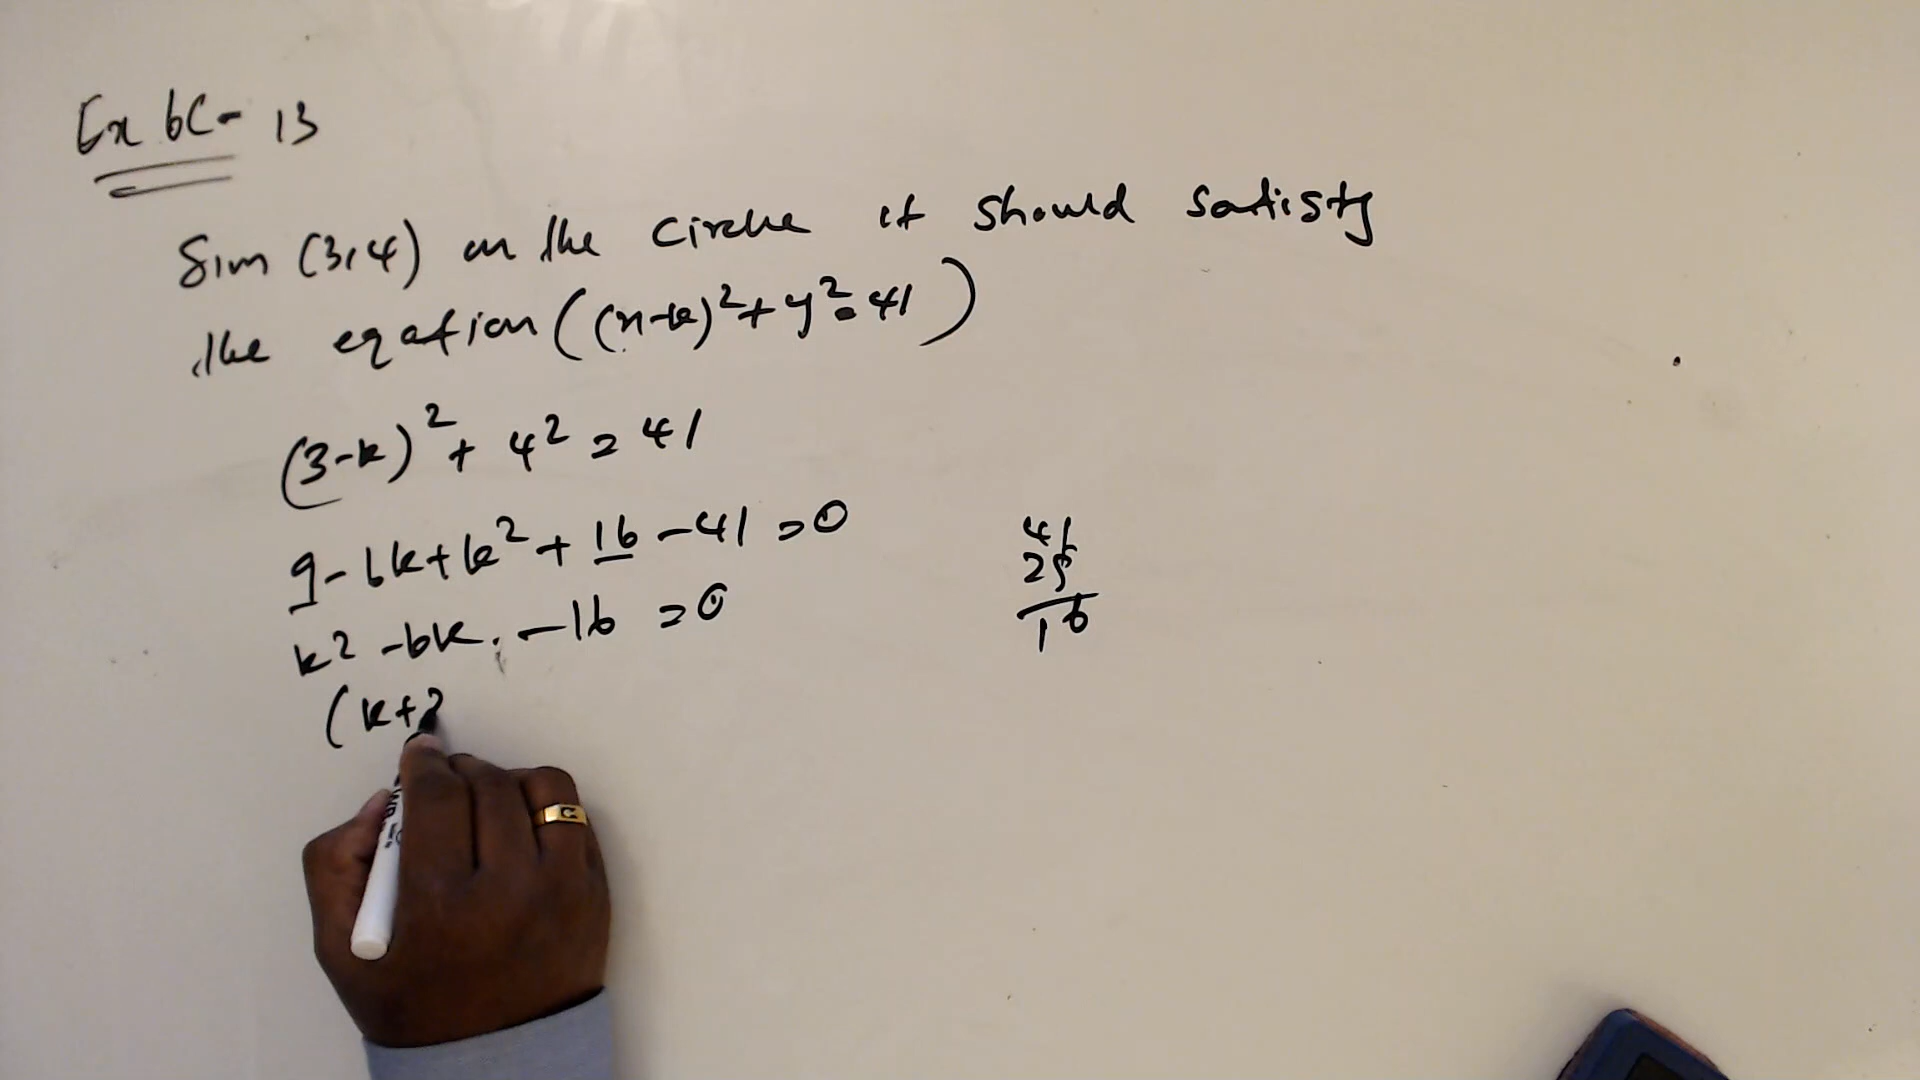 Ex 6C - 13
Sim (3,4) on the circle it should satisfy
the eqation ((x-k)²+ y² = 41)
(3-k)² + 4² = 41
9 - 6k + k² + 16 - 41 = 0
k² - 6k - 16 = 0
(k+2
41
25
16